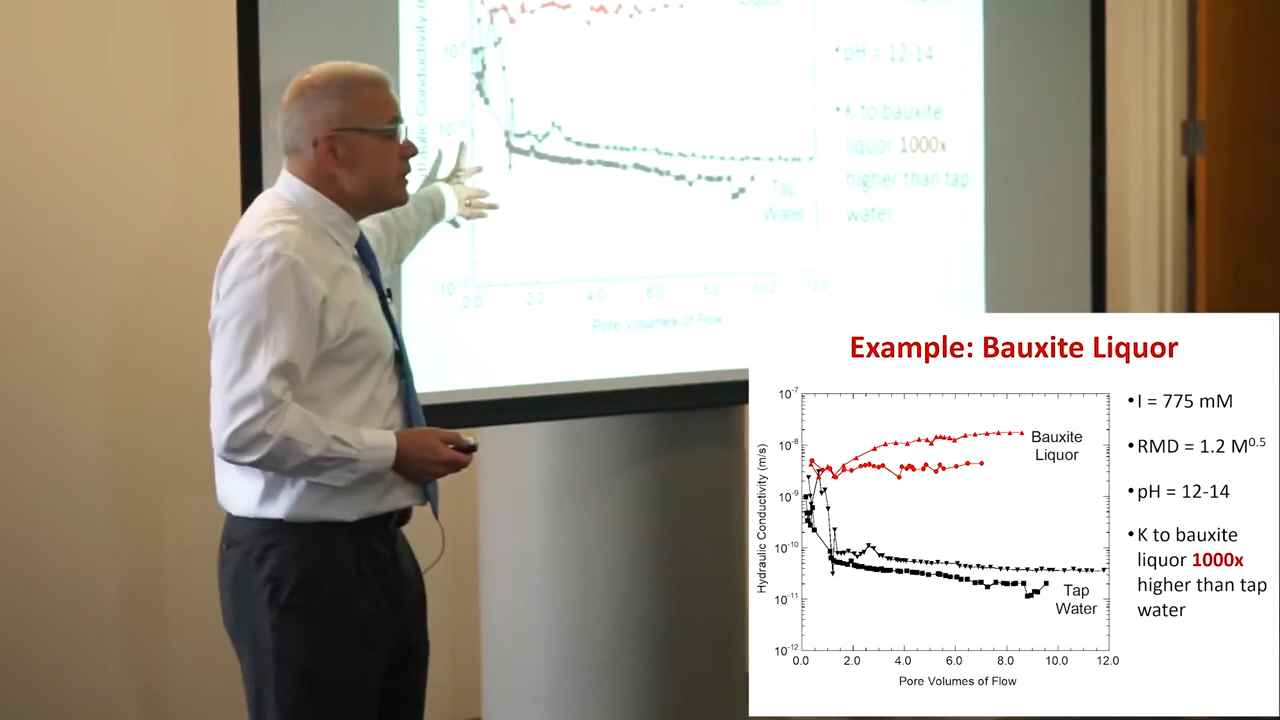 pH = 12-14
K to bauxite
liquor 1000x
higher than tap
water
Tap
Water
0.0 2.0 4.0 6.0 8.0 10.0 12.0
Pore Volumes of Flow
Example: Bauxite Liquor
•I = 775 mM
•RMD = 1.2 M^0.5
•pH = 12-14
•K to bauxite
liquor 1000x
higher than tap
water
Hydraulic Conductivity (m/s)
10^-7
10^-8
10^-9
10^-10
10^-11
10^-12
Bauxite
Liquor
Tap
Water
0.0 2.0 4.0 6.0 8.0 10.0 12.0
Pore Volumes of Flow